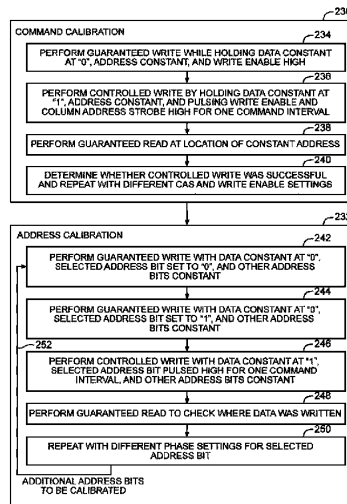 230
COMMAND CALIBRATION
234
PERFORM GUARANTEED WRITE WHILE HOLDING DATA CONSTANT
AT "0", ADDRESS CONSTANT, AND WRITE ENABLE HIGH
236
PERFORM CONTROLLED WRITE BY HOLDING DATA CONSTANT AT
"1", ADDRESS CONSTANT, AND PULSING WRITE ENABLE AND
COLUMN ADDRESS STROBE HIGH FOR ONE COMMAND INTERVAL
238
PERFORM GUARANTEED READ AT LOCATION OF CONSTANT ADDRESS
240
DETERMINE WHETHER CONTROLLED WRITE WAS SUCCESSFUL
AND REPEAT WITH DIFFERENT CAS AND WRITE ENABLE SETTINGS
232
ADDRESS CALIBRATION
242
PERFORM GUARANTEED WRITE WITH DATA CONSTANT AT "0",
SELECTED ADDRESS BIT SET TO "0", AND OTHER ADDRESS
BITS CONSTANT
244
PERFORM GUARANTEED WRITE WITH DATA CONSTANT AT "0",
SELECTED ADDRESS BIT SET TO "1", AND OTHER ADDRESS
BITS CONSTANT
252
246
PERFORM CONTROLLED WRITE WITH DATA CONSTANT AT "1",
SELECTED ADDRESS BIT PULSED HIGH FOR ONE COMMAND
INTERVAL, AND OTHER ADDRESS BITS CONSTANT
248
PERFORM GUARANTEED READ TO CHECK WHERE DATA WAS WRITTEN
250
REPEAT WITH DIFFERENT PHASE SETTINGS FOR SELECTED
ADDRESS BIT
ADDITIONAL ADDRESS BITS
TO BE CALIBRATED